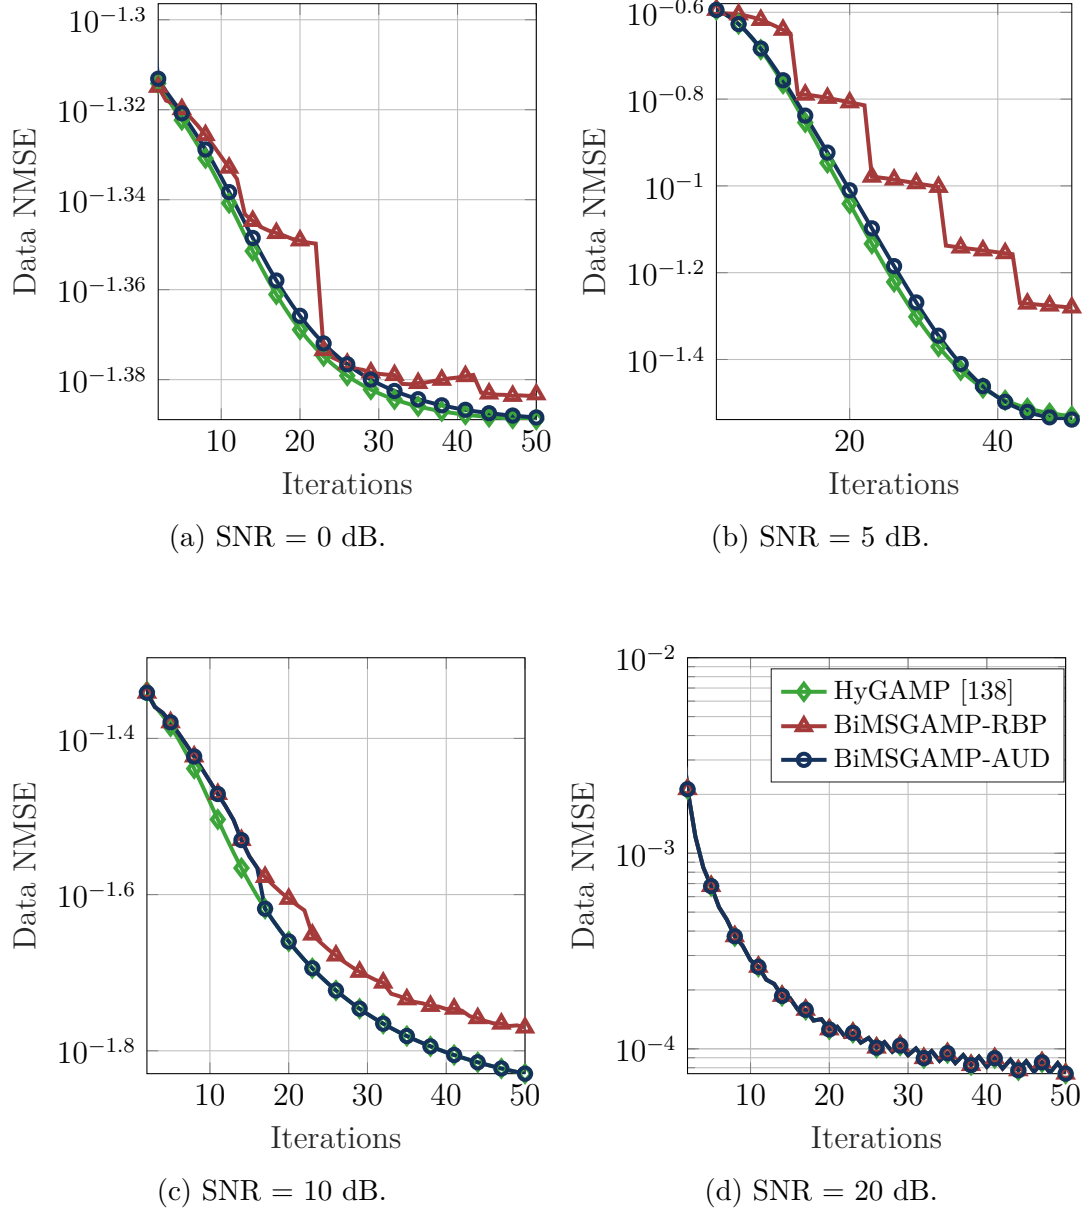 10−1.3
10−1.32
10−1.34
10−1.36
10−1.38
Data NMSE
10 20 30 40 50
Iterations
(a) SNR = 0 dB.
10−0.6
10−0.8
10−1
10−1.2
10−1.4
Data NMSE
20 40
Iterations
(b) SNR = 5 dB.
10−1.4
10−1.6
10−1.8
Data NMSE
10 20 30 40 50
Iterations
(c) SNR = 10 dB.
10−2
10−3
10−4
Data NMSE
HyGAMP [138]
BiMSGAMP-RBP
BiMSGAMP-AUD
10 20 30 40 50
Iterations
(d) SNR = 20 dB.